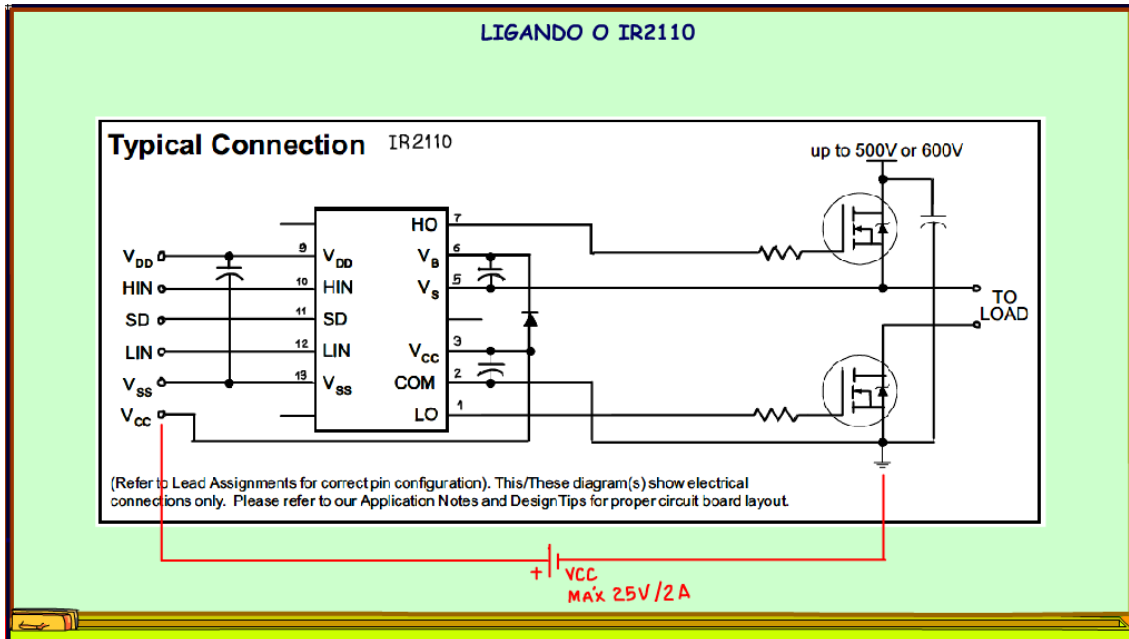 LIGANDO O IR2110
Typical Connection IR2110
up to 500V or 600V
HO 7
VDD 9 VDD VB 6
HIN 10 HIN VS 5
SD 11 SD
TO
LOAD
LIN 12 LIN VCC 3
VSS 13 VSS COM 2
VCC LO 1
(Refer to Lead Assignments for correct pin configuration). This/These diagram(s) show electrical
connections only. Please refer to our Application Notes and DesignTips for proper circuit board layout.
+ VCC
MÁX 25V/2A